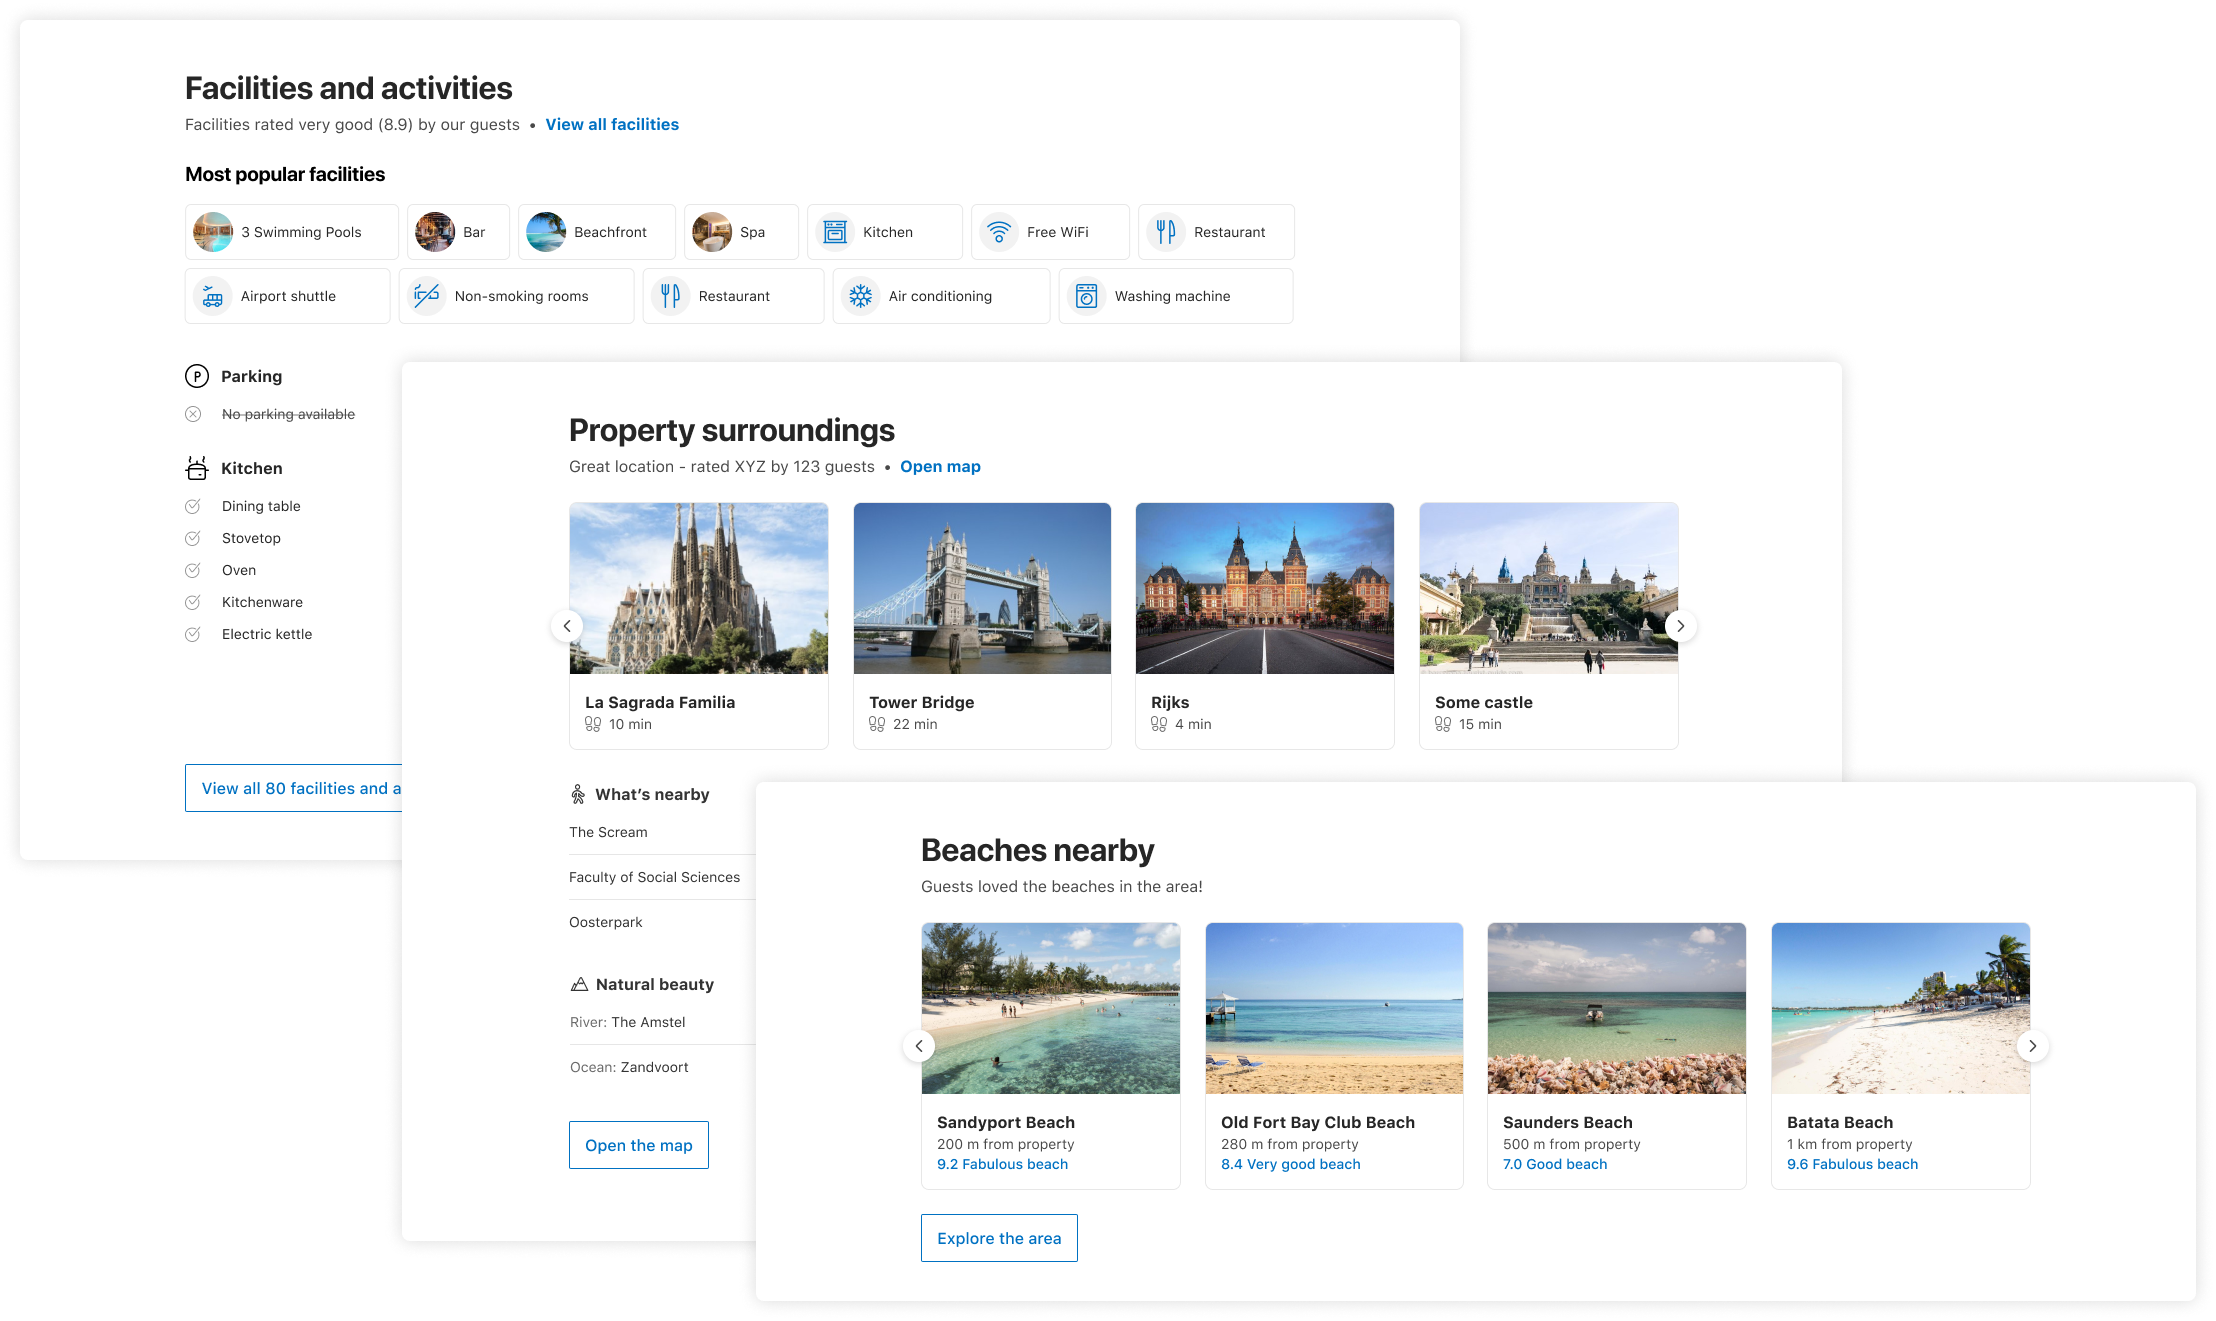 Facilities and activities
Facilities rated very good (8.9) by our guests • View all facilities
Most popular facilities
3 Swimming Pools
Bar
Beachfront
Spa
Kitchen
Free WiFi
Restaurant
Airport shuttle
Non-smoking rooms
Restaurant
Air conditioning
Washing machine
P Parking
No parking available
Kitchen
Dining table
Stovetop
Oven
Kitchenware
Electric kettle
View all 80 facilities and a
Property surroundings
Great location - rated XYZ by 123 guests • Open map
La Sagrada Familia
10 min
Tower Bridge
22 min
Rijks
4 min
Some castle
15 min
What’s nearby
The Scream
Faculty of Social Sciences
Oosterpark
Natural beauty
River: The Amstel
Ocean: Zandvoort
Open the map
Beaches nearby
Guests loved the beaches in the area!
Sandyport Beach
200 m from property
9.2 Fabulous beach
Old Fort Bay Club Beach
280 m from property
8.4 Very good beach
Saunders Beach
500 m from property
7.0 Good beach
Batata Beach
1 km from property
9.6 Fabulous beach
Explore the area